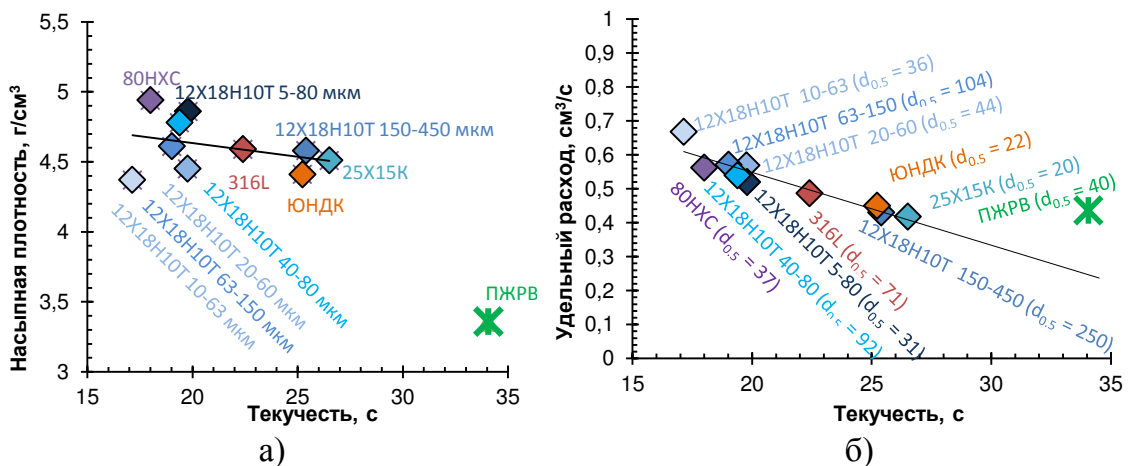 Насыпная плотность, г/см³
5,5
5
4,5
4
3,5
3
80НХС
12Х18Н10Т 5-80 мкм
12Х18Н10Т 150-450 мкм
316L
25Х15К
ЮНДК
12Х18Н10Т 40-80 мкм
12Х18Н10Т 20-60 мкм
12Х18Н10Т 63-150 мкм
12Х18Н10Т 10-63 мкм
ПЖРВ
15 20 25 30 35
Текучесть, с
а)
Удельный расход, см³/с
1
0,9
0,8
0,7
0,6
0,5
0,4
0,3
0,2
0,1
0
12Х18Н10Т 10-63 (d0.5 = 36)
12Х18Н10Т 63-150 (d0.5 = 104)
12Х18Н10Т 20-60 (d0.5 = 44)
ЮНДК (d0.5 = 22)
25Х15К (d0.5 = 20)
ПЖРВ (d0.5 = 40)
80НХС (d0.5 = 37)
12Х18Н10Т 40-80 (d0.5 = 92)
12Х18Н10Т 5-80 (d0.5 = 31)
316L (d0.5 = 71)
12Х18Н10Т 150-450 (d0.5 = 250)
15 20 25 30 35
Текучесть, с
б)